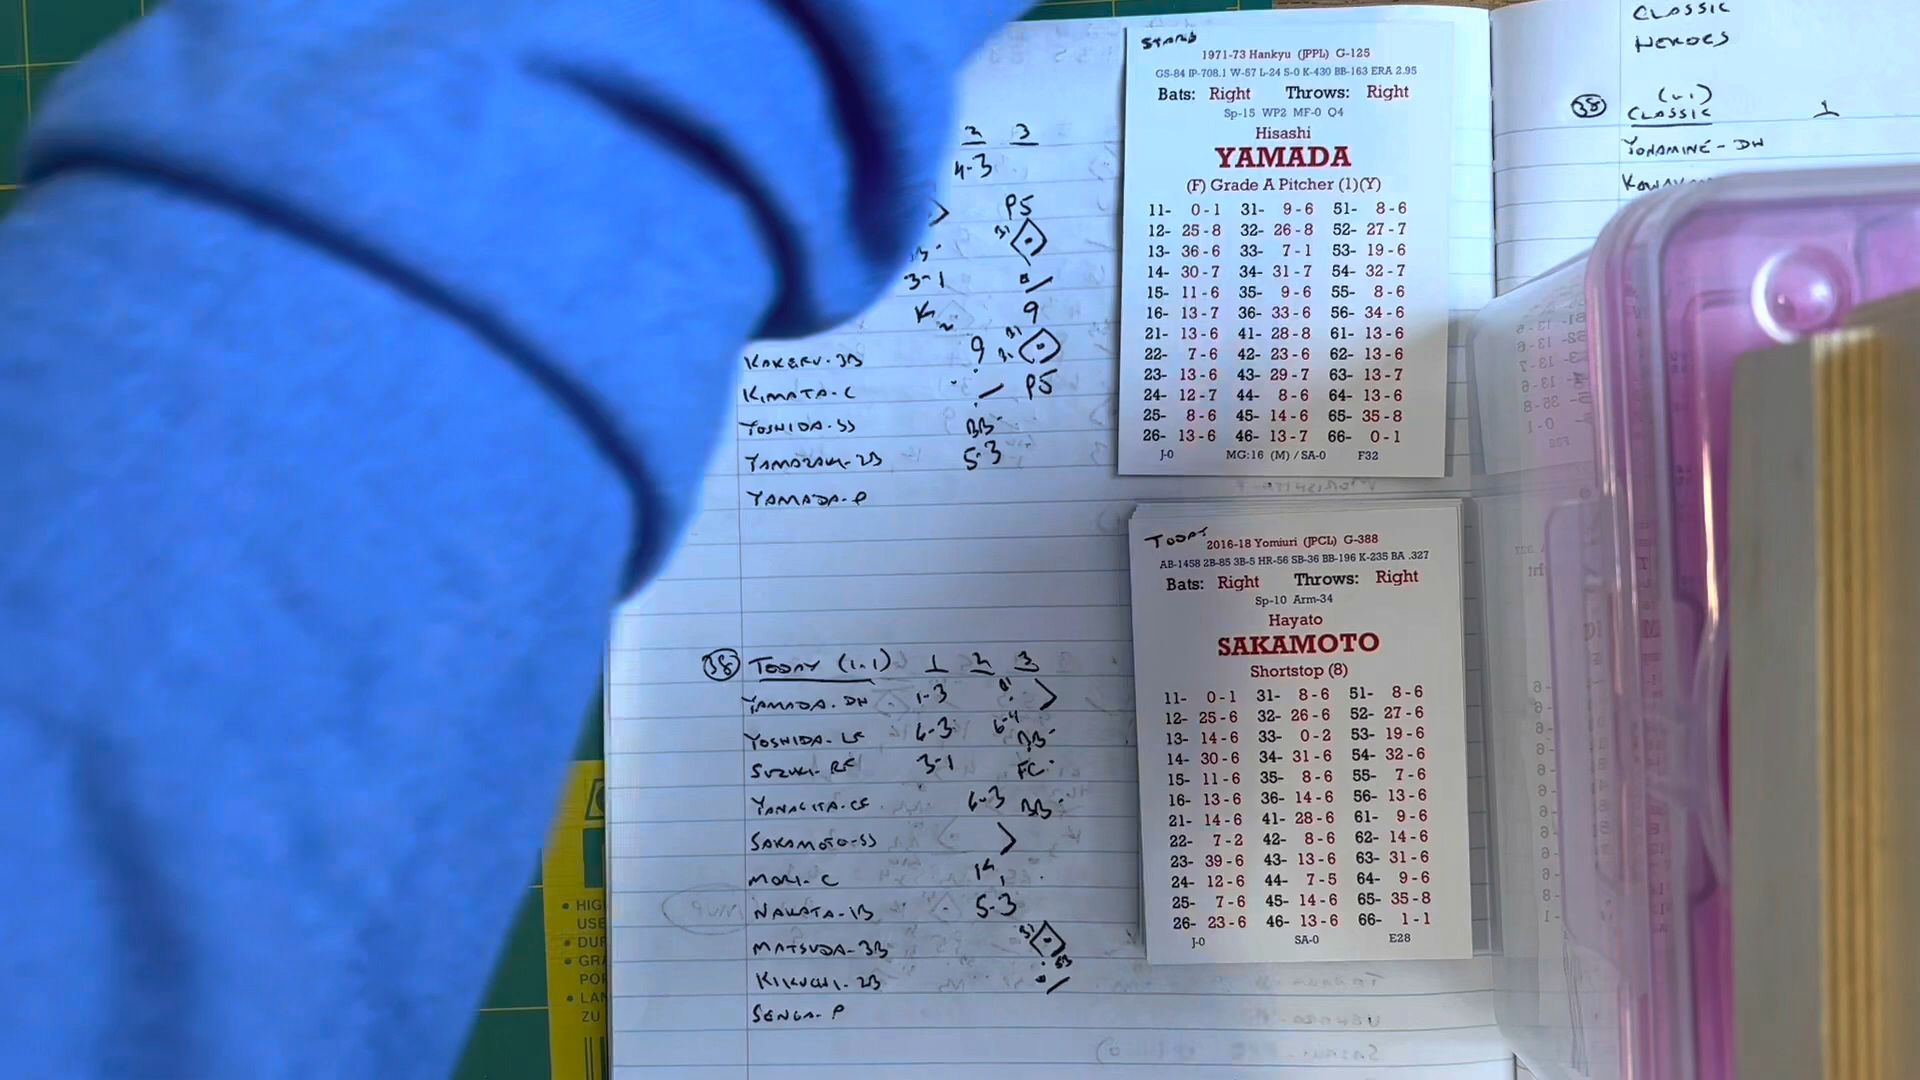 CLASSIC
HEROES
STARS
1971-73 Hankyu (JPPL) G-125
GS-84 IP-708.1 W-57 L-24 S-0 K-430 BB-163 ERA 2.95
Bats: Right Throws: Right
Sp-15 WP2 MF-0 Q4
Hisashi
YAMADA
(F) Grade A Pitcher (1)(Y)
11- 0-1 31- 9-6 51- 8-6
12- 25-8 32- 26-8 52- 27-7
13- 36-6 33- 7-1 53- 19-6
14- 30-7 34- 31-7 54- 32-7
15- 11-6 35- 9-6 55- 8-6
16- 13-7 36- 33-6 56- 34-6
21- 13-6 41- 28-8 61- 13-6
22- 7-6 42- 23-6 62- 13-6
23- 13-6 43- 29-7 63- 13-7
24- 12-7 44- 8-6 64- 13-6
25- 8-6 45- 14-6 65- 35-8
26- 13-6 46- 13-7 66- 0-1
J-0 MG:16 (M) / SA-0 F32
38 CLASSIC 1
YONAMINE-DH
2 3
4-3
P5
3-1
K 9
KAKEFU-3B 9
KIMATA-C P5
YOSHIDA-SS BB
YAMAZAKI-2B 5-3
YAMADA-P
TODAY
2016-18 Yomiuri (JPCL) G-388
AB-1458 2B-85 3B-5 HR-56 SB-36 BB-196 K-235 BA .327
Bats: Right Throws: Right
Sp-10 Arm-34
Hayato
SAKAMOTO
Shortstop (8)
11- 0-1 31- 8-6 51- 8-6
12- 25-6 32- 26-6 52- 27-6
13- 14-6 33- 0-2 53- 19-6
14- 30-6 34- 31-6 54- 32-6
15- 11-6 35- 8-6 55- 7-6
16- 13-6 36- 14-6 56- 13-6
21- 14-6 41- 28-6 61- 9-6
22- 7-2 42- 8-6 62- 14-6
23- 39-6 43- 13-6 63- 31-6
24- 12-6 44- 7-5 64- 9-6
25- 7-6 45- 14-6 65- 35-8
26- 23-6 46- 13-6 66- 1-1
J-0 SA-0 E28
38 TODAY (1-1) 1 2 3
YAMADA-DH 1-3
YOSHIDA-LF 6-3 6-4 BB
SUZUKI-RF 3-1 FC
YANAGITA-CF 6-3 BB
SAKAMOTO-SS
MORI-C K
NAKATA-1B 5-3
MATSUDA-3B
KIKUCHI-2B
SENGA-P
• HIG
USE
• DUR
• GRA
POR
• LAN
ZU